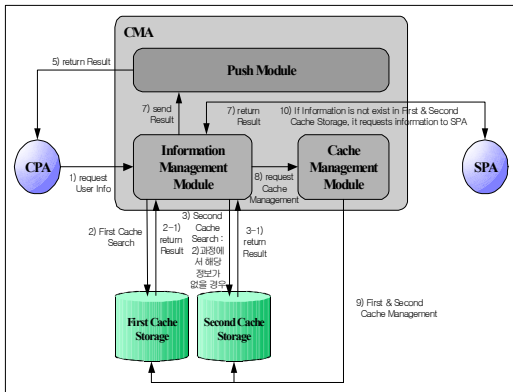 CMA
5) return Result
Push Module
7) send
Result
7) return
Result
10) If Information is not exist in First & Second
Cache Storage, it requests information to SPA
CPA
Information
Management
Module
Cache
Management
Module
SPA
1) request
User Info
8) request
Cache
Management
2) First Cache
Search
2-1)
return
Result
3) Second
Cache
Search :
2)과정에
서 해당
정보가
없을 경우
3-1)
return
Result
9) First & Second
Cache Management
First Cache
Storage
Second Cache
Storage